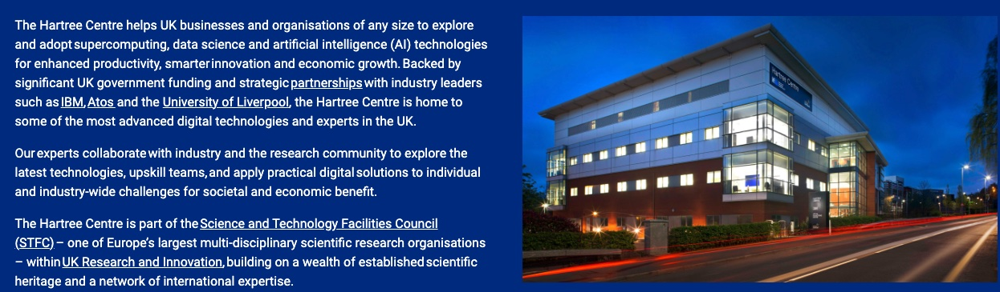 The Hartree Centre helps UK businesses and organisations of any size to explore
and adopt supercomputing, data science and artificial intelligence (AI) technologies
for enhanced productivity, smarter innovation and economic growth. Backed by
significant UK government funding and strategic partnerships with industry leaders
such as IBM, Atos and the University of Liverpool, the Hartree Centre is home to
some of the most advanced digital technologies and experts in the UK.
Our experts collaborate with industry and the research community to explore the
latest technologies, upskill teams, and apply practical digital solutions to individual
and industry-wide challenges for societal and economic benefit.
The Hartree Centre is part of the Science and Technology Facilities Council
(STFC) – one of Europe’s largest multi-disciplinary scientific research organisations
– within UK Research and Innovation, building on a wealth of established scientific
heritage and a network of international expertise.
Hartree Centre